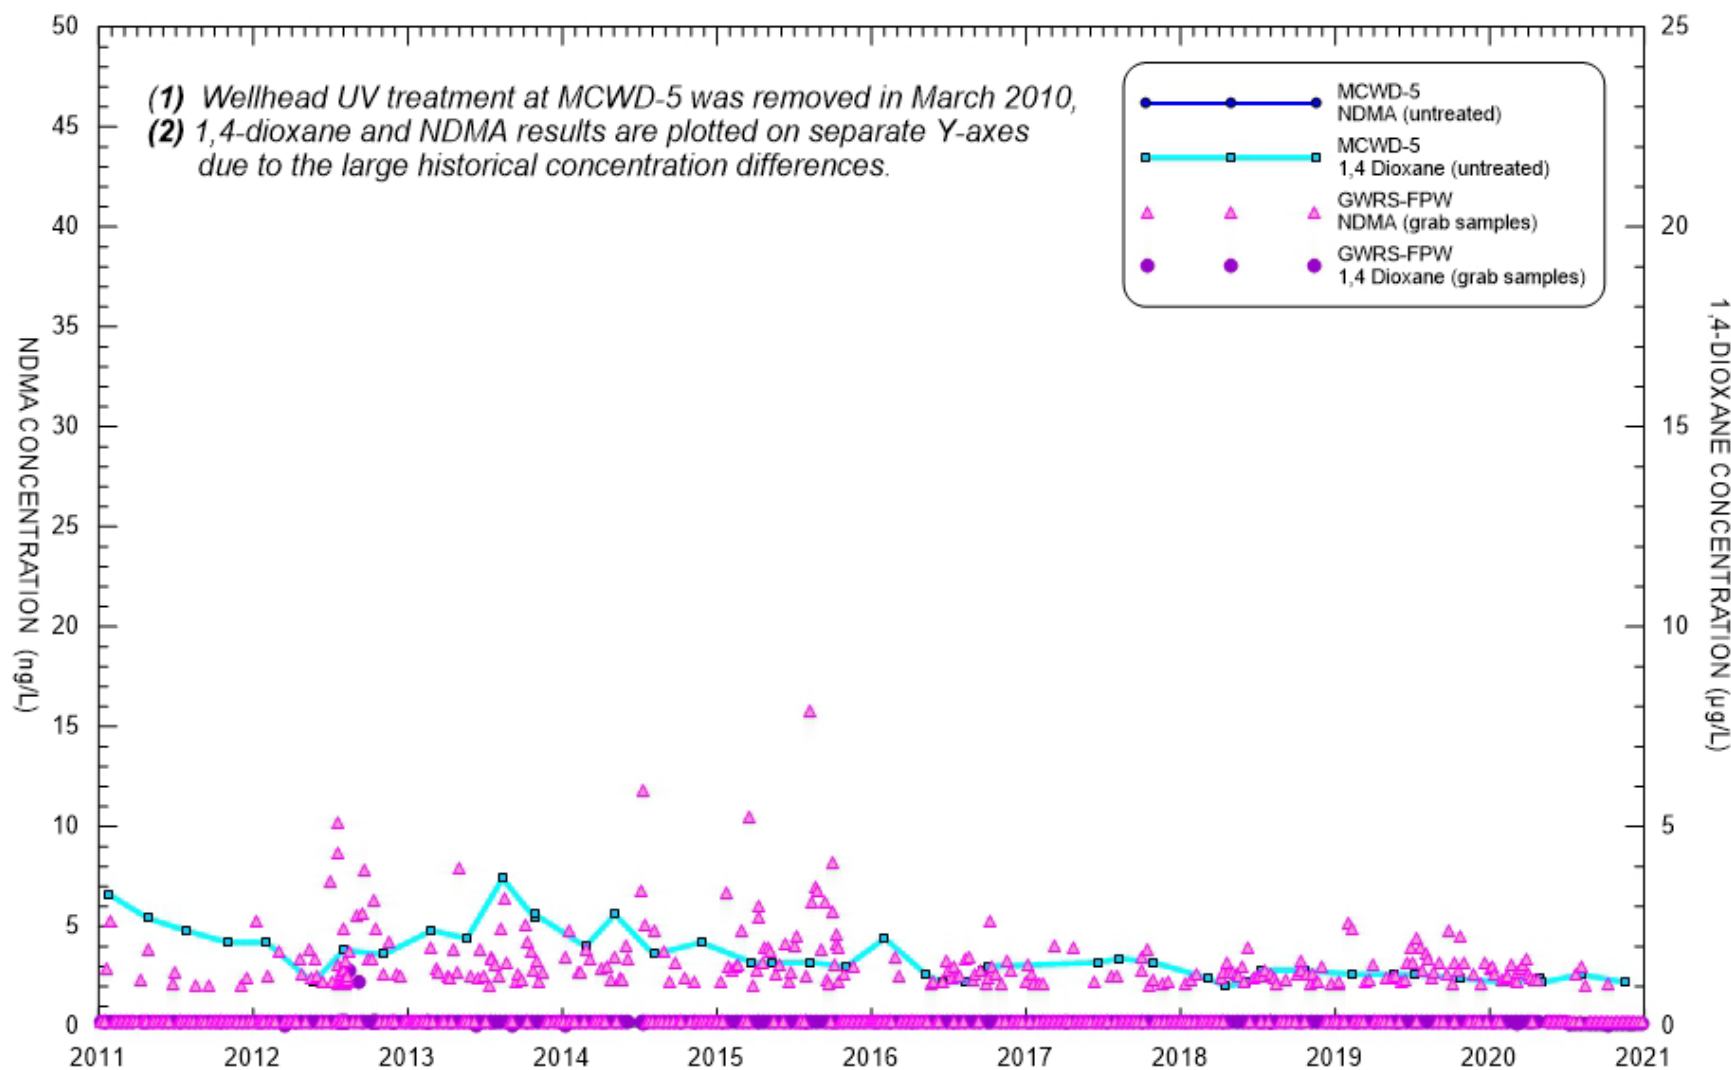 50
45
40
35
30
25
20
15
10
5
0
NDMA CONCENTRATION (ng/L)
(1) Wellhead UV treatment at MCWD-5 was removed in March 2010,
(2) 1,4-dioxane and NDMA results are plotted on separate Y-axes
due to the large historical concentration differences.
MCWD-5
NDMA (untreated)
MCWD-5
1,4 Dioxane (untreated)
GWRS-FPW
NDMA (grab samples)
GWRS-FPW
1,4 Dioxane (grab samples)
25
20
15
10
5
0
1,4-DIOXANE CONCENTRATION (µg/L)
2011 2012 2013 2014 2015 2016 2017 2018 2019 2020 2021